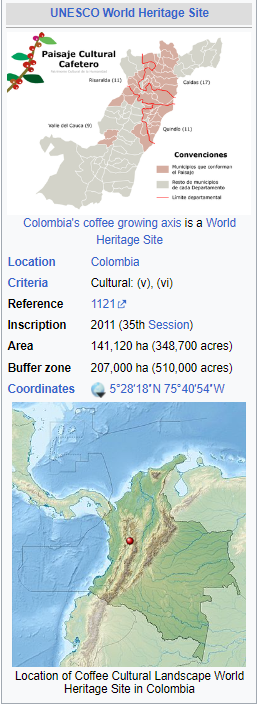 UNESCO World Heritage Site
Paisaje Cultural
Cafetero
Risaralda (11)
Caldas (17)
Valle del Cauca (9)
Quindío (11)
Convenciones
Municipios que conforman
el Paisaje
Resto de municipios
de cada Departamento
Límite departamental
Colombia's coffee growing axis is a World
Heritage Site
Location Colombia
Criteria Cultural: (v), (vi)
Reference 1121
Inscription 2011 (35th Session)
Area 141,120 ha (348,700 acres)
Buffer zone 207,000 ha (510,000 acres)
Coordinates 5°28′18″N 75°40′54″W
Location of Coffee Cultural Landscape World
Heritage Site in Colombia